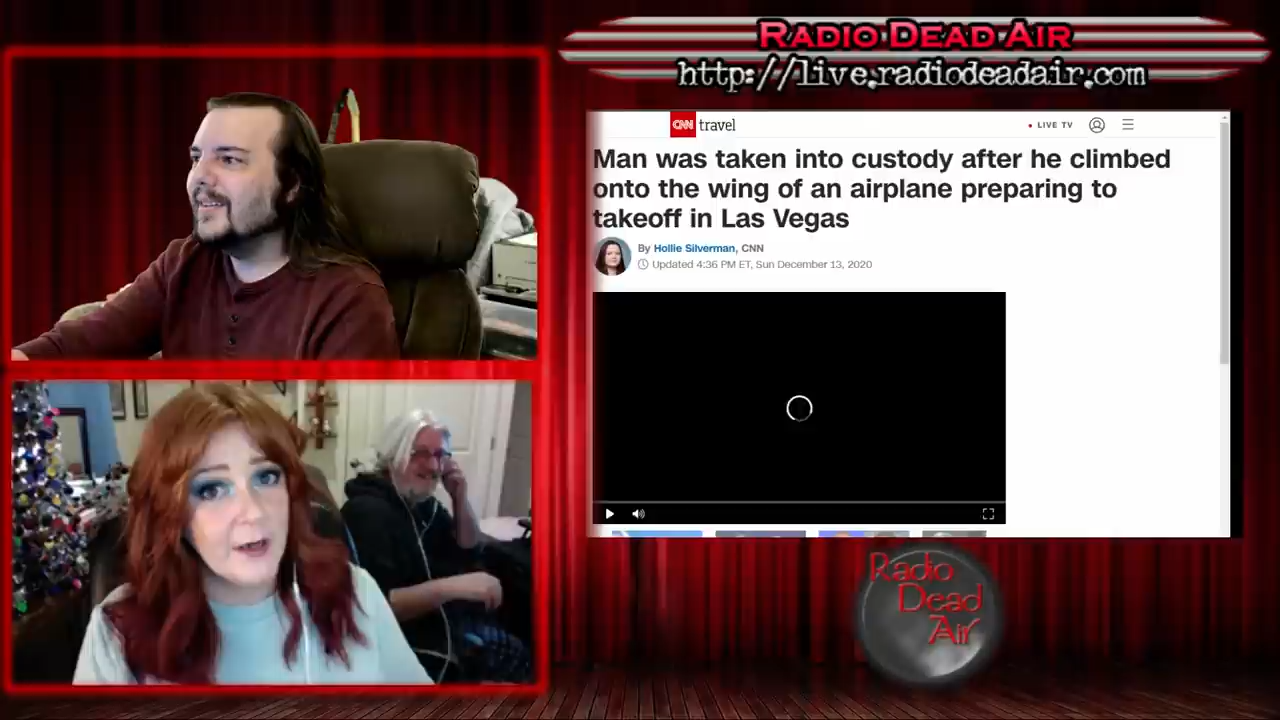 RADIO DEAD AIR
http://live.radiodeadair.com
CNN travel
LIVE TV
Man was taken into custody after he climbed
onto the wing of an airplane preparing to
takeoff in Las Vegas
By Hollie Silverman, CNN
Updated 4:36 PM ET, Sun December 13, 2020
Radio
Dead
Air